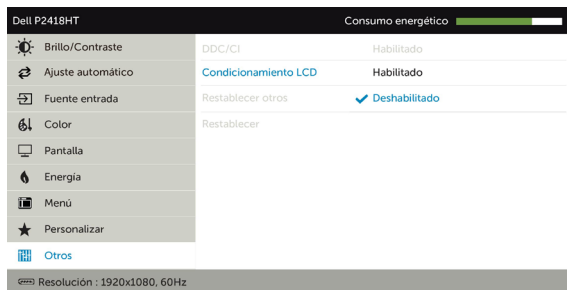 Dell P2418HT Consumo energético
Brillo/Contraste DDC/CI Habilitado
Ajuste automático Condicionamiento LCD Habilitado
Fuente entrada Restablecer otros Deshabilitado
Color Restablecer
Pantalla
Energía
Menú
Personalizar
Otros
Resolución : 1920x1080, 60Hz